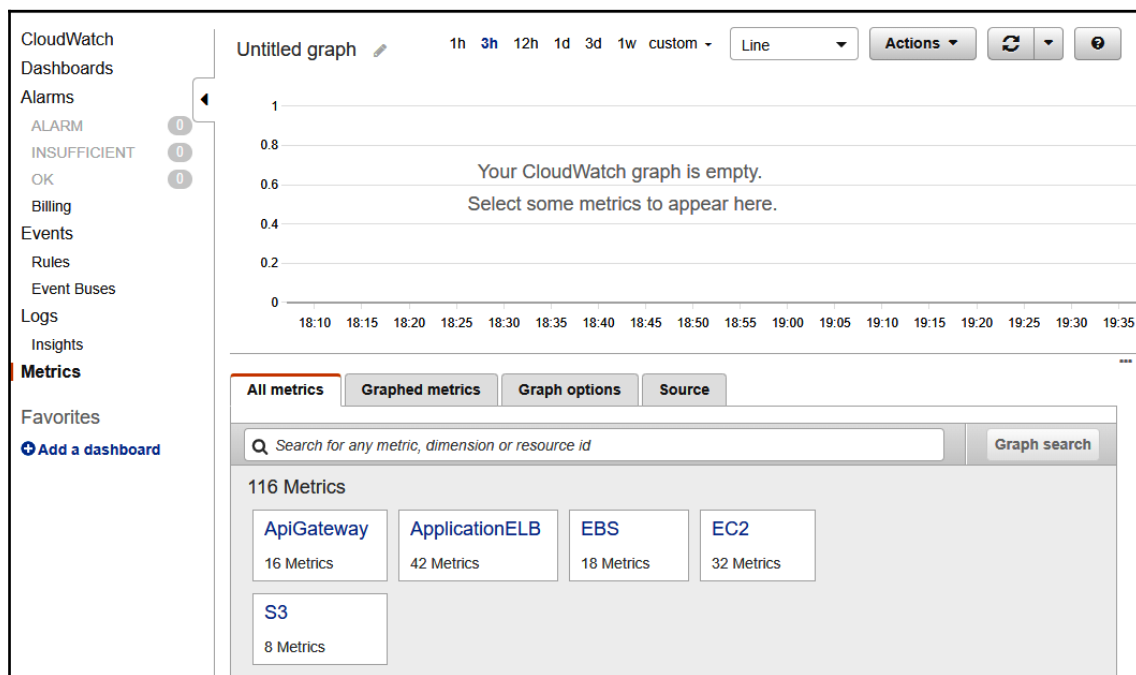 CloudWatch
Dashboards
Alarms
ALARM 0
INSUFFICIENT 0
OK 0
Billing
Events
Rules
Event Buses
Logs
Insights
Metrics
Favorites
Add a dashboard
Untitled graph 1h 3h 12h 1d 3d 1w custom Line Actions
1
0.8
0.6
0.4
0.2
0
Your CloudWatch graph is empty.
Select some metrics to appear here.
18:10 18:15 18:20 18:25 18:30 18:35 18:40 18:45 18:50 18:55 19:00 19:05 19:10 19:15 19:20 19:25 19:30 19:35
All metrics Graphed metrics Graph options Source
Search for any metric, dimension or resource id Graph search
116 Metrics
ApiGateway ApplicationELB EBS EC2
16 Metrics 42 Metrics 18 Metrics 32 Metrics
S3
8 Metrics